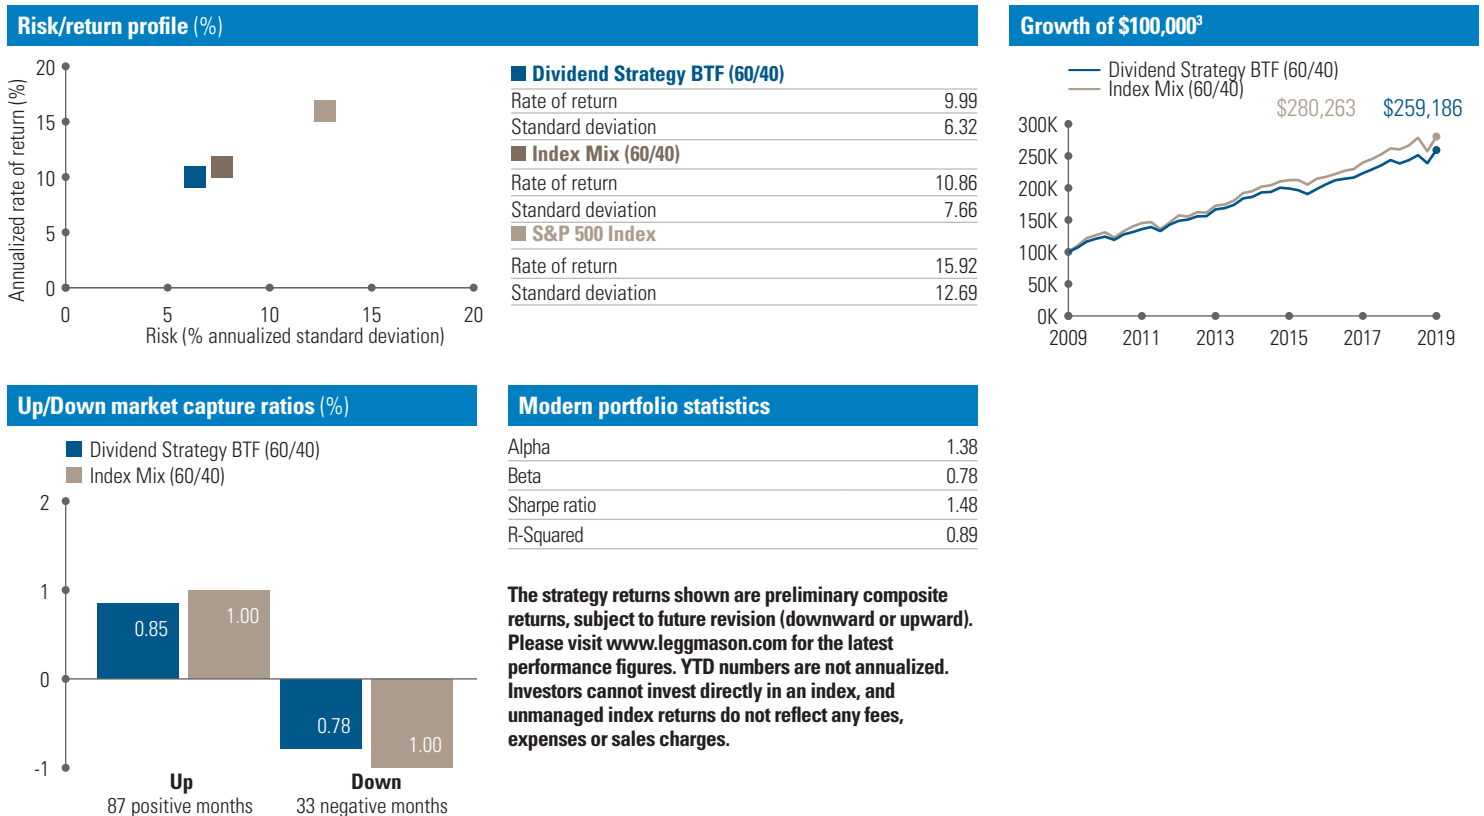 Risk/return profile (%)
20
15
10
5
0
0 5 10 15 20
Annualized rate of return (%)
Risk (% annualized standard deviation)
Dividend Strategy BTF (60/40)
Rate of return 9.99
Standard deviation 6.32
Index Mix (60/40)
Rate of return 10.86
Standard deviation 7.66
S&P 500 Index
Rate of return 15.92
Standard deviation 12.69
Growth of $100,000³
Dividend Strategy BTF (60/40)
Index Mix (60/40)
$280,263 $259,186
300K
250K
200K
150K
100K
50K
0K
2009 2011 2013 2015 2017 2019
Up/Down market capture ratios (%)
Dividend Strategy BTF (60/40)
Index Mix (60/40)
2
1
0
-1
0.85
1.00
0.78
1.00
Up
87 positive months
Down
33 negative months
Modern portfolio statistics
Alpha 1.38
Beta 0.78
Sharpe ratio 1.48
R-Squared 0.89
The strategy returns shown are preliminary composite
returns, subject to future revision (downward or upward).
Please visit www.leggmason.com for the latest
performance figures. YTD numbers are not annualized.
Investors cannot invest directly in an index, and
unmanaged index returns do not reflect any fees,
expenses or sales charges.